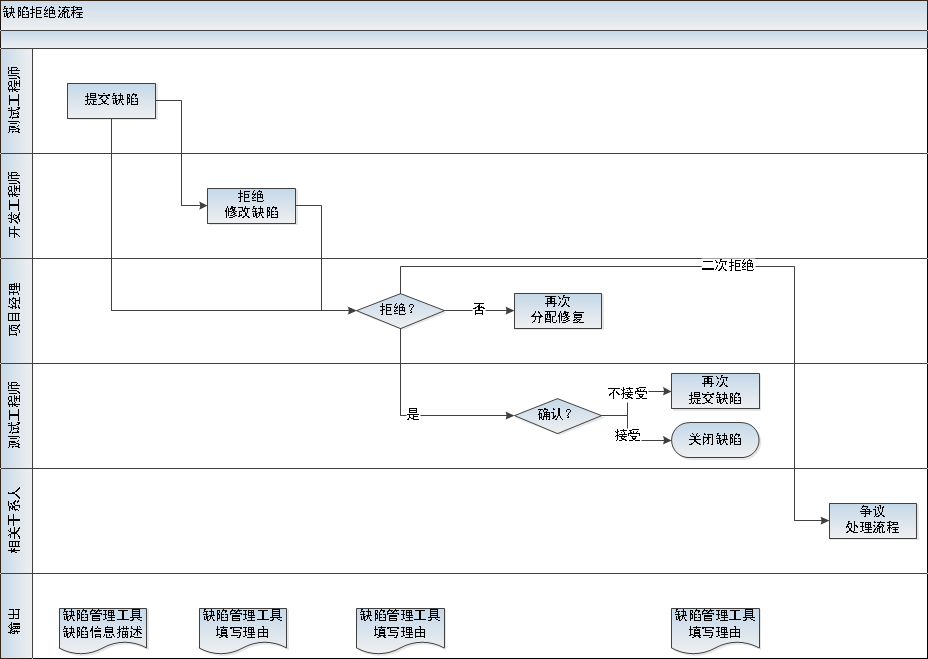 缺陷拒绝流程
测试工程师
提交缺陷
开发工程师
拒绝
修改缺陷
项目经理
二次拒绝
拒绝？
否
再次
分配修复
测试工程师
是
确认？
不接受
再次
提交缺陷
接受
关闭缺陷
相关干系人
争议
处理流程
输出
缺陷管理工具
缺陷信息描述
缺陷管理工具
填写理由
缺陷管理工具
填写理由
缺陷管理工具
填写理由